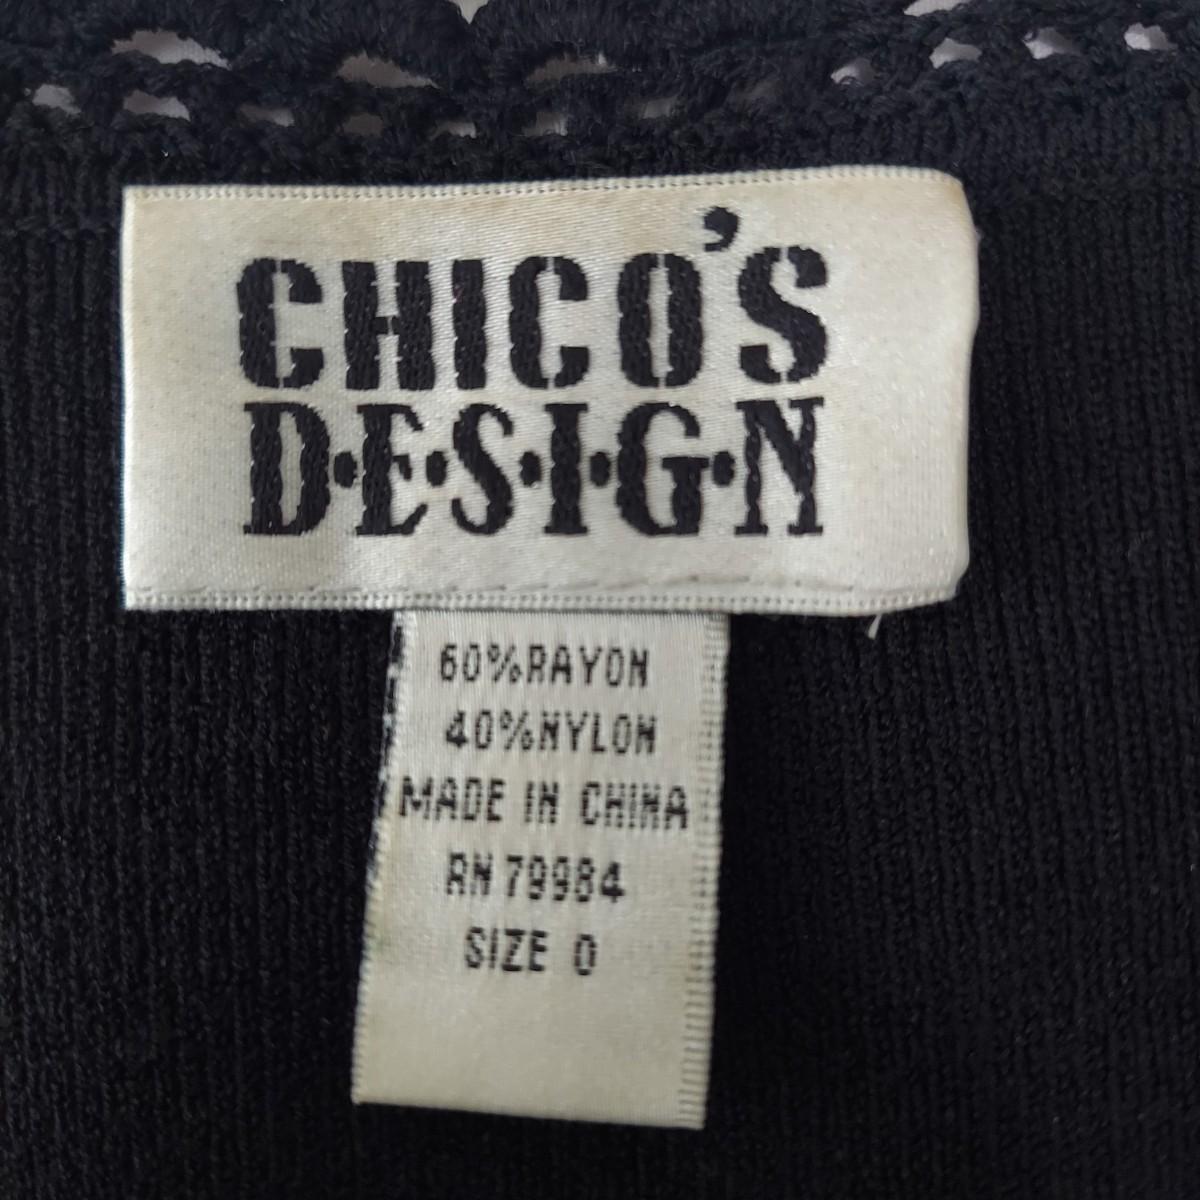 CHICO'S
D·E·S·I·G·N
60%RAYON
40%NYLON
MADE IN CHINA
RN 79984
SIZE 0